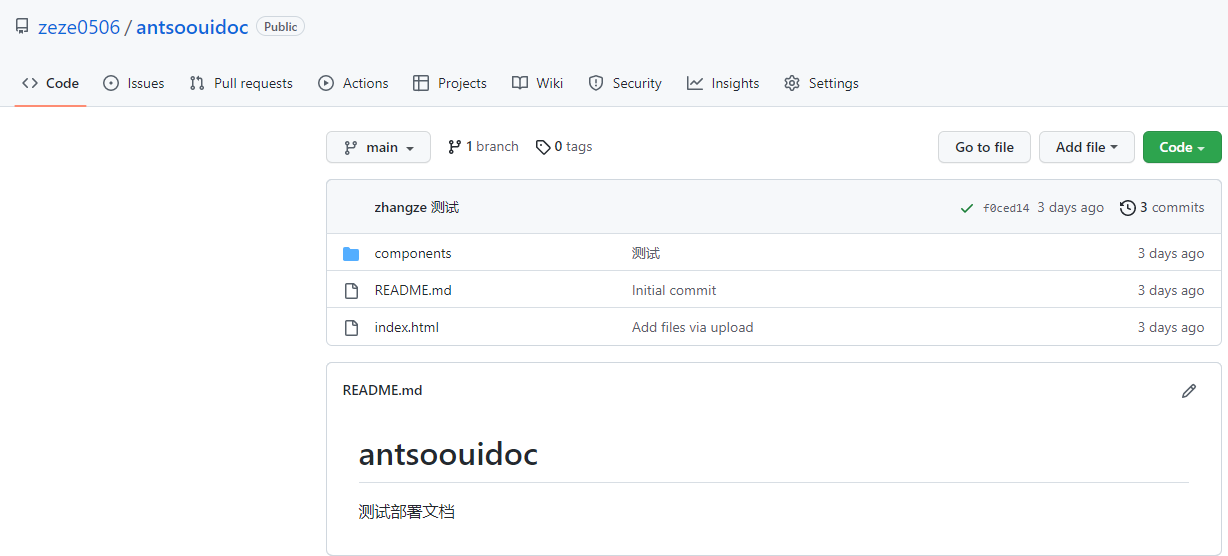 zeze0506 / antsoouidoc Public
Code Issues Pull requests Actions Projects Wiki Security Insights Settings
main 1 branch 0 tags Go to file Add file Code
zhangze 测试 f0ced14 3 days ago 3 commits
components 测试 3 days ago
README.md Initial commit 3 days ago
index.html Add files via upload 3 days ago
README.md
antsoouidoc
测试部署文档